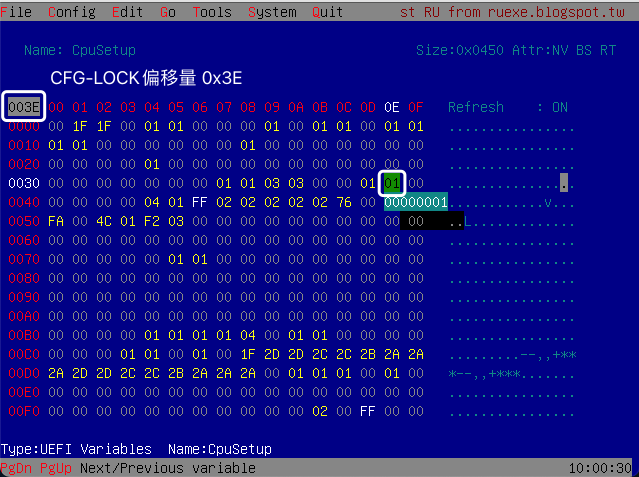 File Config Edit Go Tools System Quit st RU from ruexe.blogspot.tw
Name: CpuSetup Size:0x0450 Attr:NV BS RT
CFG-LOCK偏移量 0x3E
003E 00 01 02 03 04 05 06 07 08 09 0A 0B 0C 0D 0E 0F Refresh : ON
0000 00 1F 1F 00 01 01 00 00 00 01 00 01 01 00 01 01 ................
0010 01 01 00 00 00 00 00 00 01 00 00 00 00 00 00 00 ................
0020 00 00 00 00 01 00 00 00 00 00 00 00 00 00 00 00 ................
0030 00 00 00 00 00 00 00 01 01 03 03 00 00 01 01 00 ................
0040 00 00 00 00 04 01 FF 02 02 02 02 02 76 00 00000001 ............v...
0050 FA 00 4C 01 F2 03 00 00 00 00 00 00 00 00 00 00 ..L
0060 00 00 00 00 00 00 00 00 00 00 00 00 00 00 00 00 ................
0070 00 00 00 00 00 01 01 00 00 00 00 00 00 00 00 00 ................
0080 00 00 00 00 00 00 00 00 00 00 00 00 00 00 00 00 ................
0090 00 00 00 00 00 00 00 00 00 00 00 00 00 00 00 00 ................
00A0 00 00 00 00 00 00 00 00 00 00 00 00 00 00 00 00 ................
00B0 00 00 00 00 01 01 01 01 04 00 01 01 00 00 00 00 ................
00C0 00 00 00 01 01 00 01 00 1F 2D 2D 2C 2C 2B 2A 2A .........--,,+**
00D0 2A 2D 2D 2C 2C 2B 2A 2A 2A 00 01 01 01 00 01 00 *--,,+***.......
00E0 00 00 00 00 00 00 00 00 00 00 00 00 00 00 00 00 ................
00F0 00 00 00 00 00 00 00 00 00 00 00 02 00 FF 00 00 ................
Type:UEFI Variables Name:CpuSetup
PgDn PgUp Next/Previous variable 10:00:30